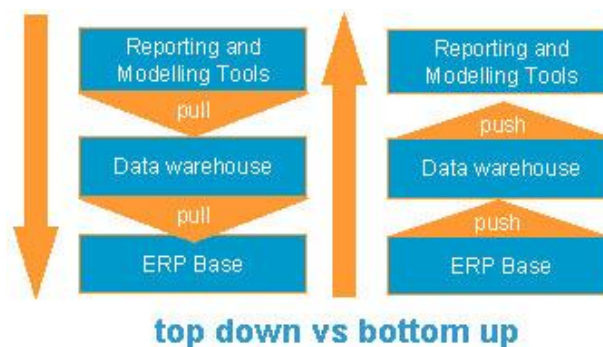 Reporting and
Modelling Tools
pull
Data warehouse
pull
ERP Base
Reporting and
Modelling Tools
push
Data warehouse
push
ERP Base
top down vs bottom up